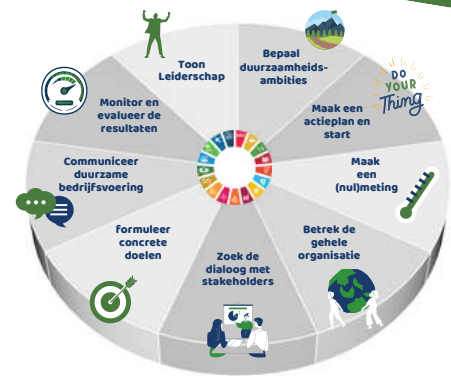 Toon
Leiderschap
Bepaal
duurzaamheids-
ambities
DO
YOUR
Thing
Maak een
actieplan en
start
Maak
een
(nul)meting
Betrek de
gehele
organisatie
Zoek de
dialoog met
stakeholders
formuleer
concrete
doelen
Communiceer
duurzame
bedrijfsvoering
Monitor en
evalueer de
resultaten